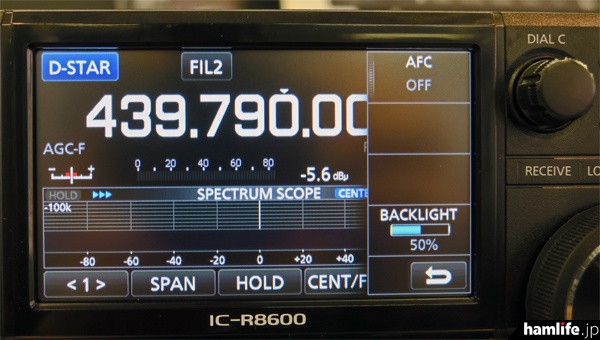 DIAL C
D-STAR
FIL2
AFC
OFF
439.790.00
AGC-F
0 . 20 . 40 . 60 . 80
-5.6 dBμ
HOLD
SPECTRUM SCOPE
CENTE
-100k
RECEIVE
BACKLIGHT
50%
-80 -60 -40 -20 0 +20 +40
< 1 >
SPAN
HOLD
CENT/F
IC-R8600
hamlife.jp